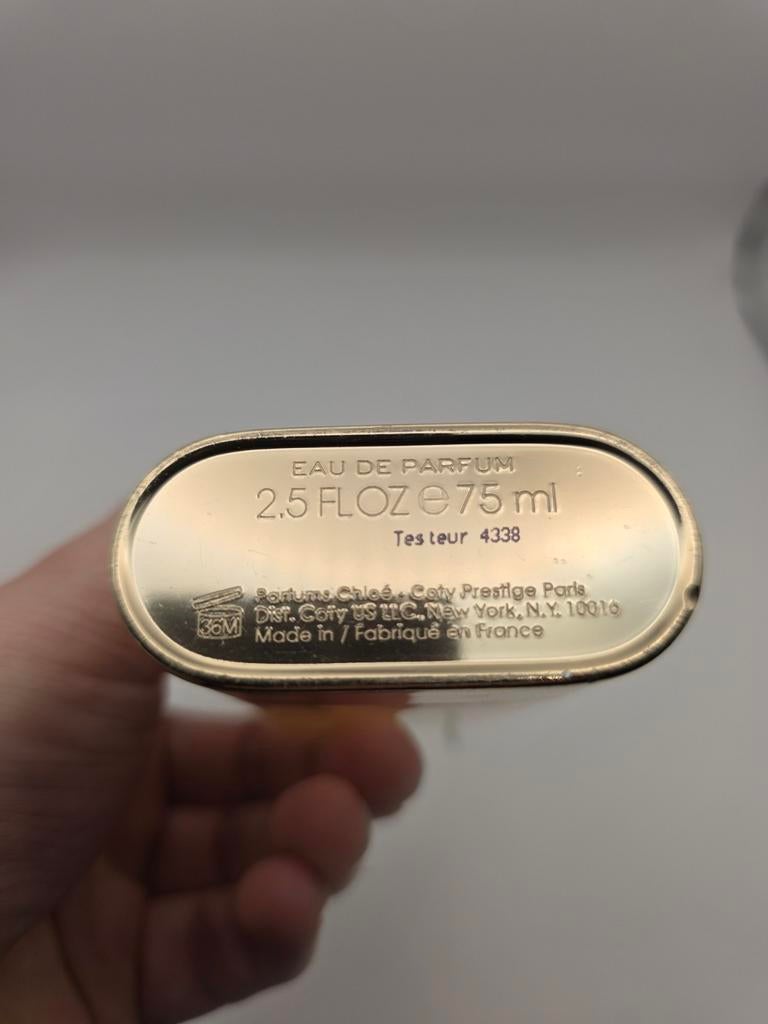 EAU DE PARFUM
2.5 FL OZ e 75 ml
Testeur 4338
Parfums Chloé - Coty Prestige Paris
Dist. Coty US LLC, New York, N.Y. 10016
36M
Made in / Fabriqué en France